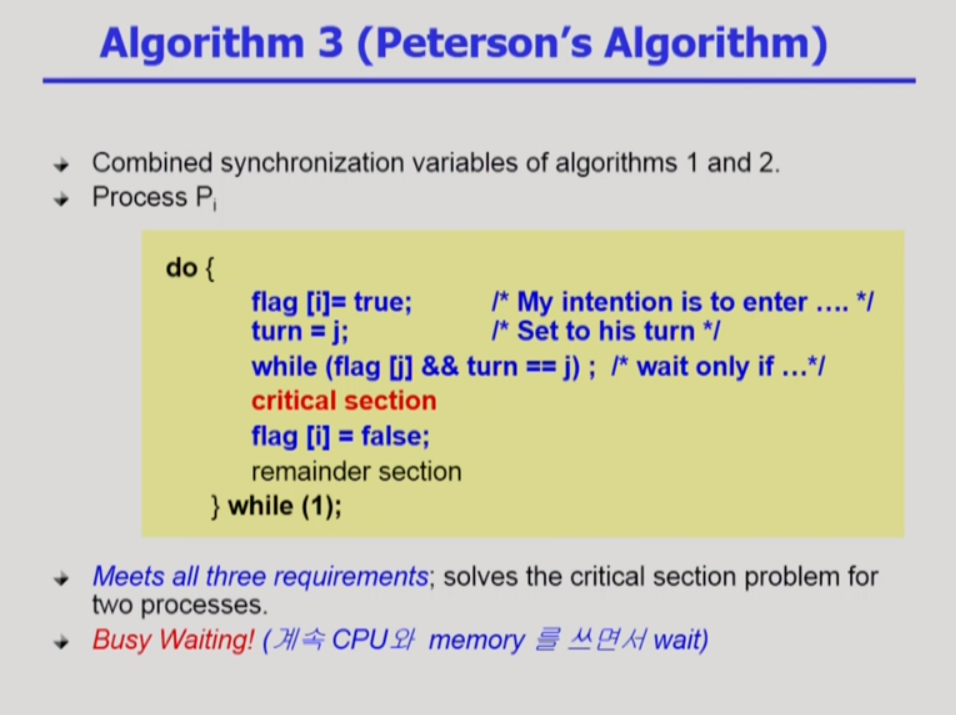 Algorithm 3 (Peterson's Algorithm)
Combined synchronization variables of algorithms 1 and 2.
Process Pi
do {
flag [i]= true; /* My intention is to enter .... */
turn = j; /* Set to his turn */
while (flag [j] && turn == j) ; /* wait only if ...*/
critical section
flag [i] = false;
remainder section
} while (1);
Meets all three requirements; solves the critical section problem for
two processes.
Busy Waiting! (계속 CPU와 memory 를 쓰면서 wait)